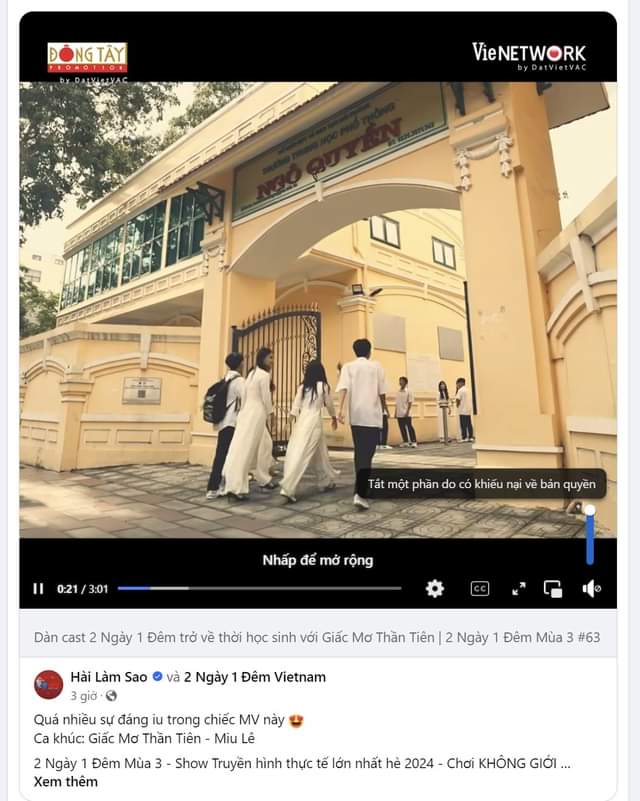 ĐÔNG TÂY
PROMOTION
by DatVietVAC
VieNETWORK
by DatVietVAC
TRƯỜNG TRUNG HỌC PHỔ THÔNG
NGÔ QUYỀN
Tắt một phần do có khiếu nại về bản quyền
Nhấp để mở rộng
0:21 / 3:01
CC
Dàn cast 2 Ngày 1 Đêm trở về thời học sinh với Giấc Mơ Thần Tiên | 2 Ngày 1 Đêm Mùa 3 #63
Hài Làm Sao và 2 Ngày 1 Đêm Vietnam
3 giờ ·
Quá nhiều sự đáng iu trong chiếc MV này 🤩
Ca khúc: Giấc Mơ Thần Tiên - Miu Lê
2 Ngày 1 Đêm Mùa 3 - Show Truyền hình thực tế lớn nhất hè 2024 - Chơi KHÔNG GIỚI ...
Xem thêm